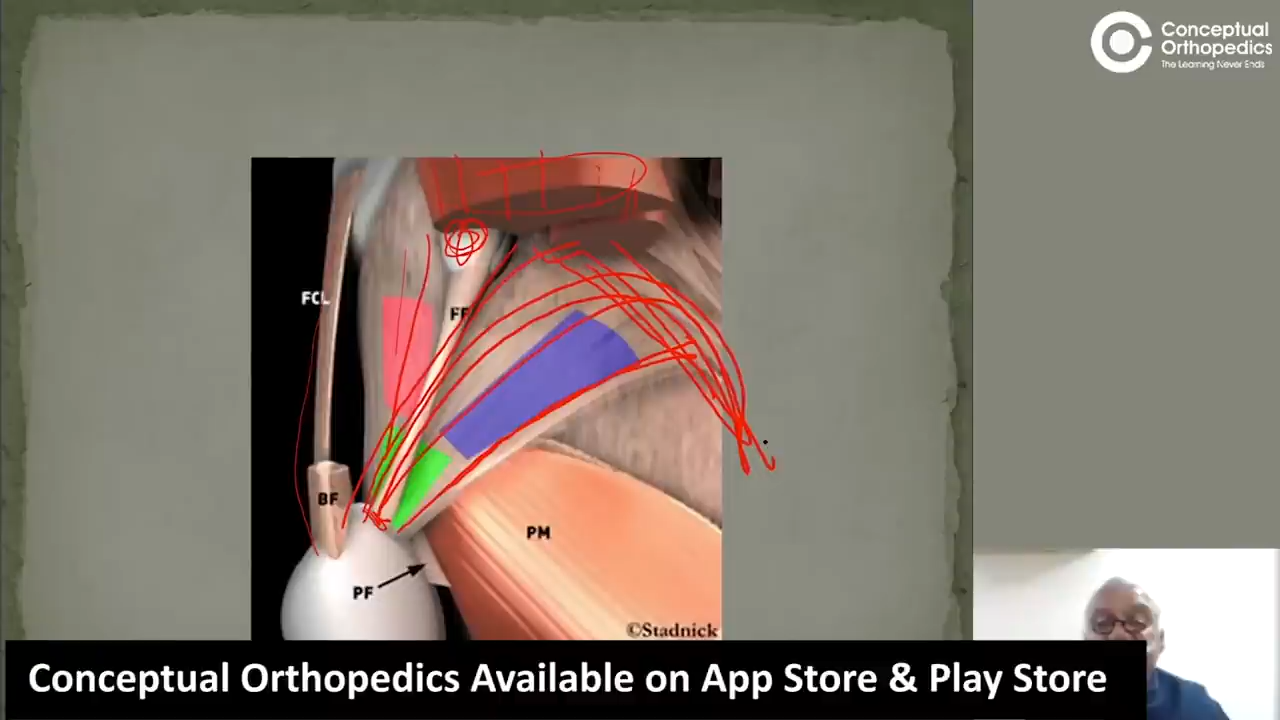 Conceptual
Orthopedics
The Learning Never Ends
FCL
FF
BF
PM
PF
©Stadnick
Conceptual Orthopedics Available on App Store & Play Store